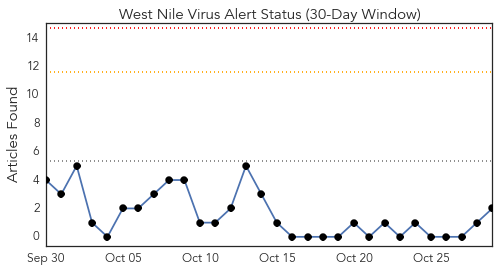 West Nile Virus Alert Status (30-Day Window)
Articles Found
14
12
10
8
6
4
2
0
Sep 30 Oct 05 Oct 10 Oct 15 Oct 20 Oct 25